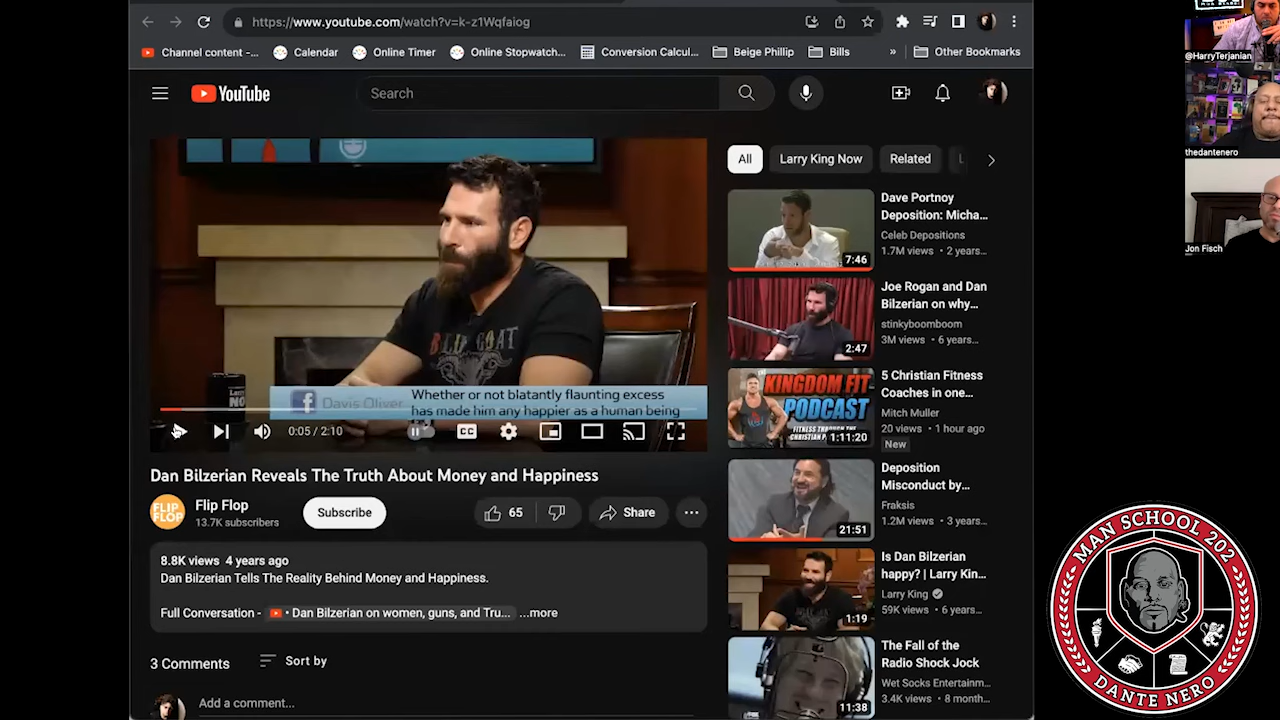 https://www.youtube.com/watch?v=k-z1Wqfaiog
Channel content -...
Calendar
Online Timer
Online Stopwatch...
Conversion Calcul...
Beige Phillip
Bills
»
Other Bookmarks
YouTube
Search
All
Larry King Now
Related
L
BLIP GOAT
Davis Oliver
Whether or not blatantly flaunting excess
has made him any happier as a human being
0:05 / 2:10
CC
Dan Bilzerian Reveals The Truth About Money and Happiness
FLIP
FLOP
Flip Flop
13.7K subscribers
Subscribe
65
Share
8.8K views 4 years ago
Dan Bilzerian Tells The Reality Behind Money and Happiness.
Full Conversation - • Dan Bilzerian on women, guns, and Tru... ...more
3 Comments
Sort by
Add a comment...
Dave Portnoy
Deposition: Micha...
Celeb Depositions
1.7M views • 2 years...
7:46
Joe Rogan and Dan
Bilzerian on why...
stinkyboomboom
3M views • 6 years...
2:47
KINGDOM FIT
PODCAST
FITNESS THROUGH THE
CHRISTIAN
1:11:20
5 Christian Fitness
Coaches in one...
Mitch Muller
20 views • 1 hour ago
New
Deposition
Misconduct by...
Fraksis
1.2M views • 3 years...
21:51
Is Dan Bilzerian
happy? | Larry Kin...
Larry King
59K views • 6 years...
1:19
The Fall of the
Radio Shock Jock
Wet Socks Entertainm...
3.4K views • 8 month...
11:38
@HarryTerjanian
thedantenero
Jon Fisch
MAN SCHOOL 202
DANTE NERO